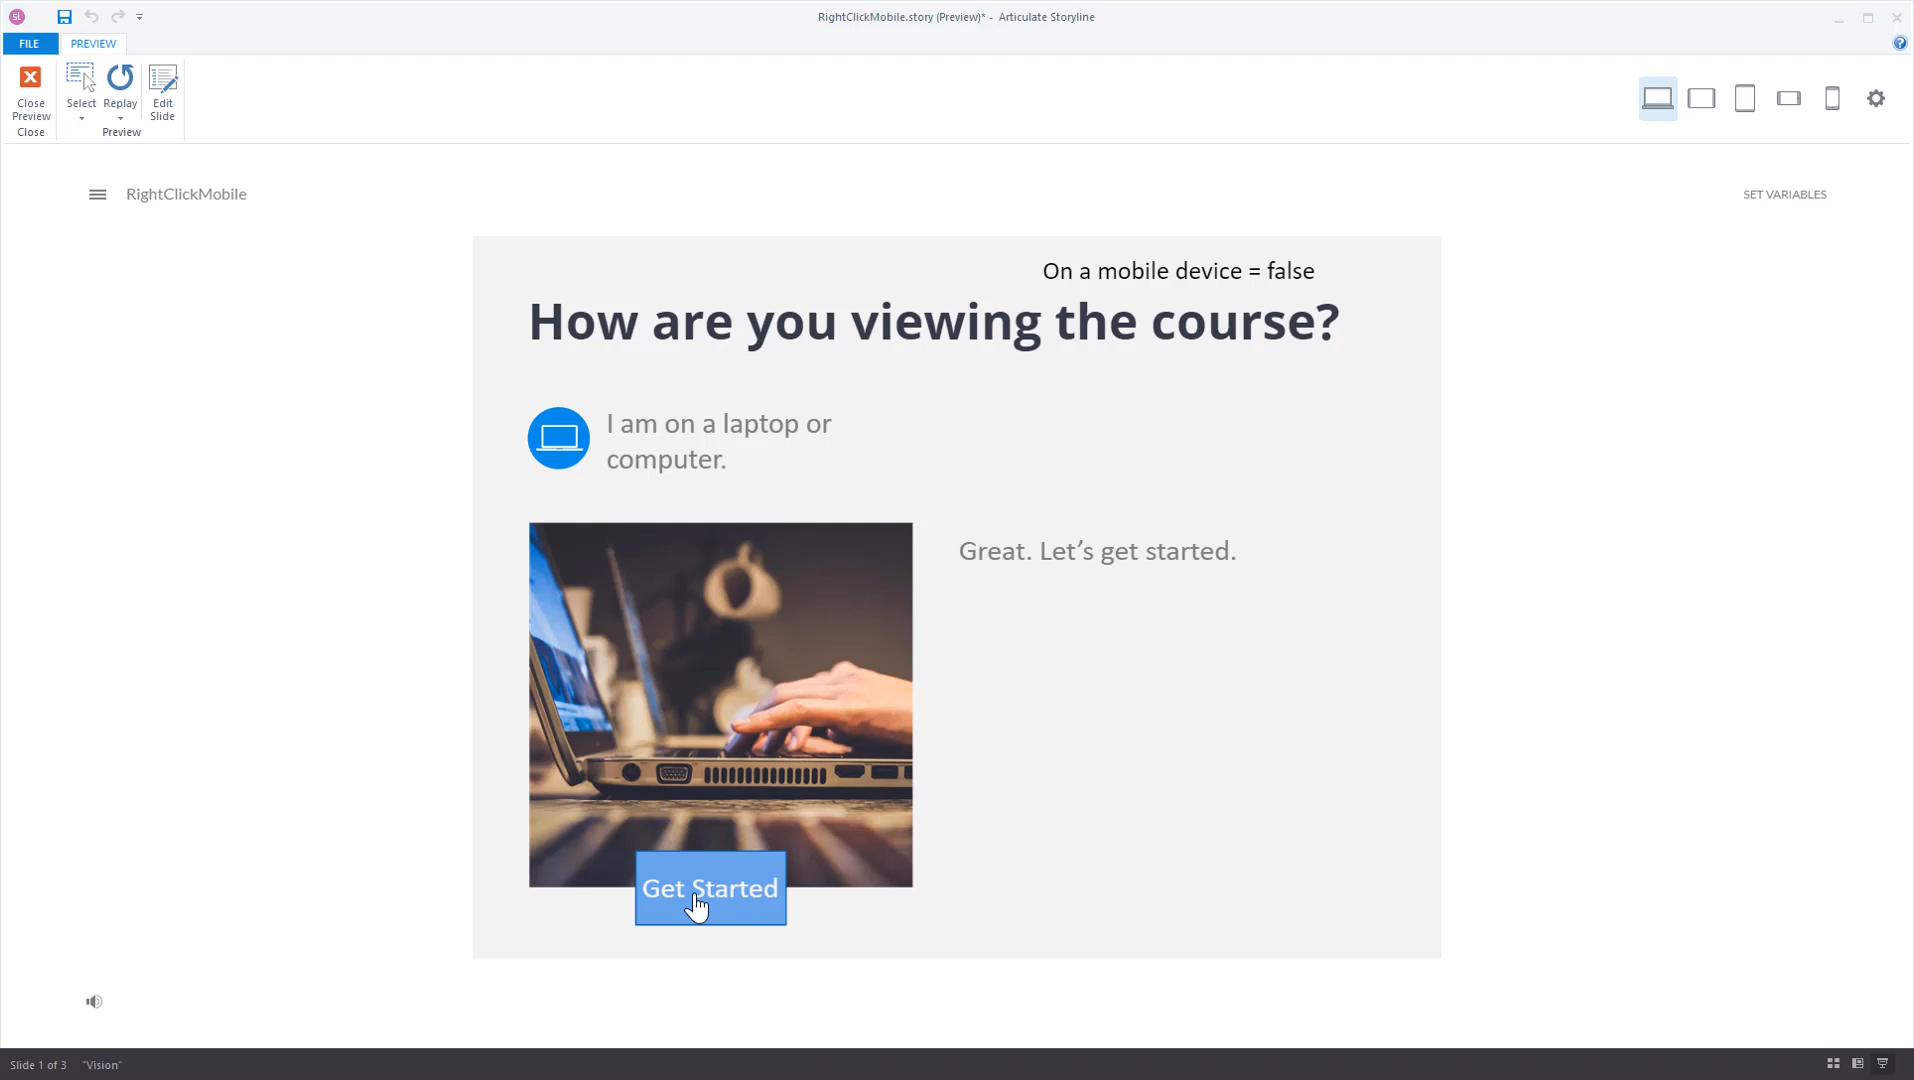 sl
RightClickMobile.story (Preview)* - Articulate Storyline
FILE
PREVIEW
?
Close
Preview
Select
Replay
Edit
Slide
Close
Preview
RightClickMobile
SET VARIABLES
On a mobile device = false
How are you viewing the course?
I am on a laptop or
computer.
Great. Let’s get started.
Get Started
Slide 1 of 3
"Vision"